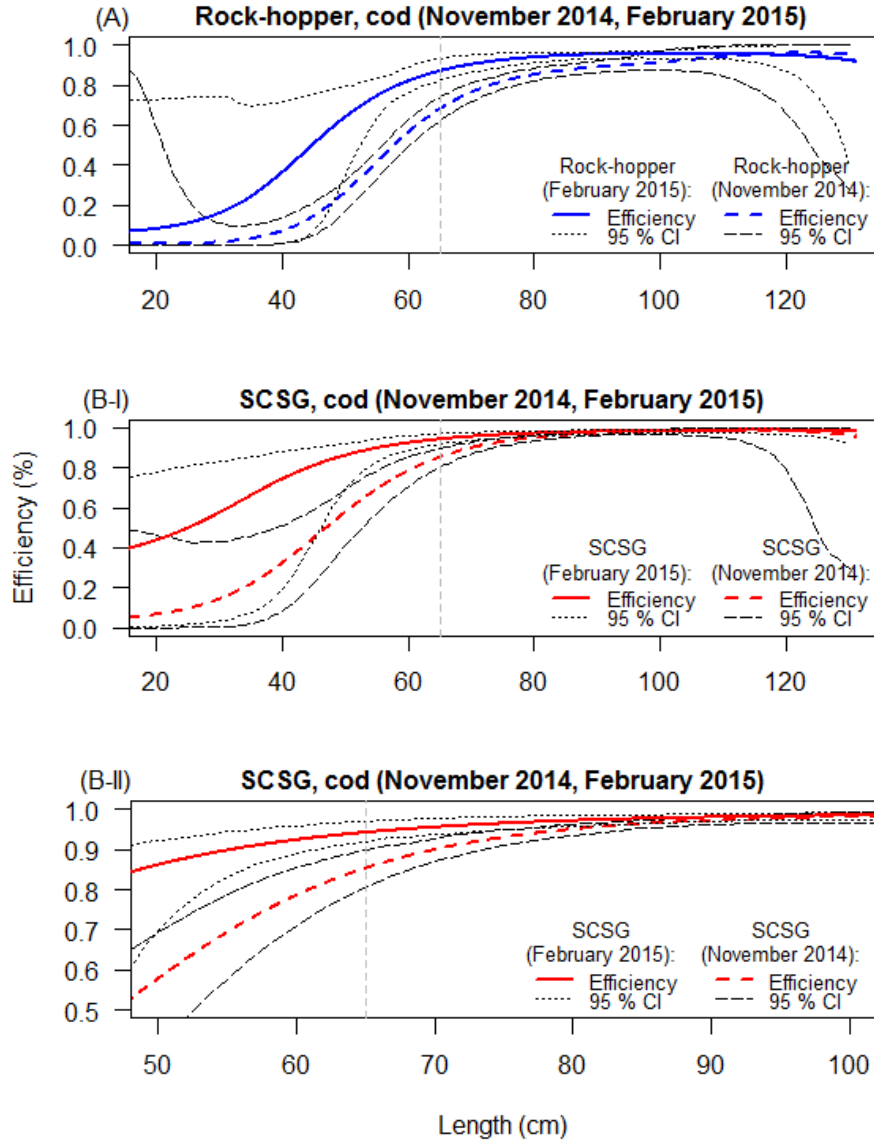 (A) Rock-hopper, cod (November 2014, February 2015)
1.0
0.8
0.6
0.4
0.2
0.0
Rock-hopper Rock-hopper
(February 2015): (November 2014):
Efficiency Efficiency
95 % CI 95 % CI
20 40 60 80 100 120
(B-I) SCSG, cod (November 2014, February 2015)
1.0
0.8
0.6
0.4
0.2
0.0
Efficiency (%)
SCSG SCSG
(February 2015): (November 2014):
Efficiency Efficiency
95 % CI 95 % CI
20 40 60 80 100 120
(B-II) SCSG, cod (November 2014, February 2015)
1.0
0.9
0.8
0.7
0.6
0.5
SCSG SCSG
(February 2015): (November 2014):
Efficiency Efficiency
95 % CI 95 % CI
50 60 70 80 90 100
Length (cm)